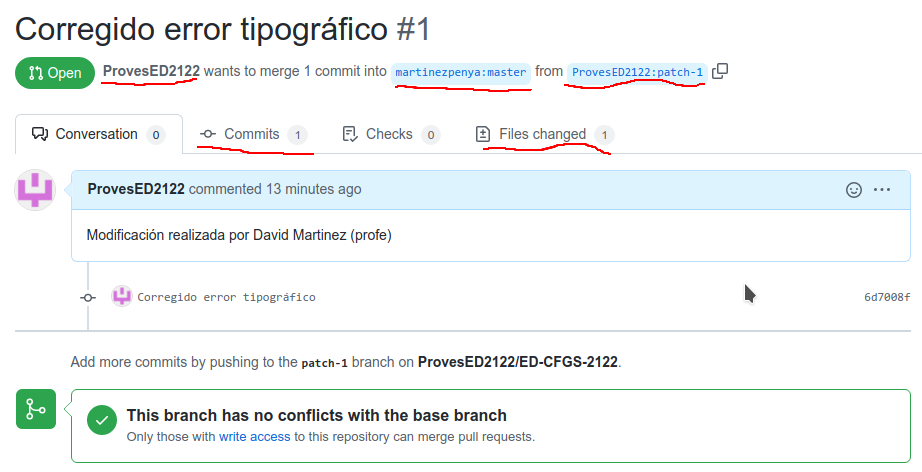 Corregido error tipográfico #1
Open ProvesED2122 wants to merge 1 commit into martinezpenya:master from ProvesED2122:patch-1
Conversation 0 Commits 1 Checks 0 Files changed 1
ProvesED2122 commented 13 minutes ago
Modificación realizada por David Martinez (profe)
Corregido error tipográfico 6d7008f
Add more commits by pushing to the patch-1 branch on ProvesED2122/ED-CFGS-2122.
This branch has no conflicts with the base branch
Only those with write access to this repository can merge pull requests.